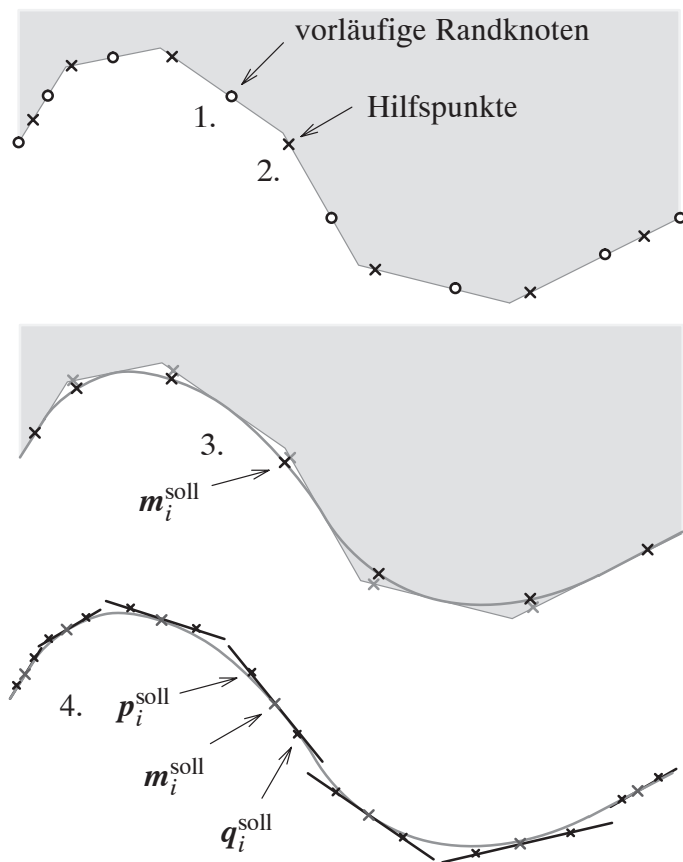 vorläufige Randknoten
1.
Hilfspunkte
2.
3.
m_i^soll
4.
p_i^soll
m_i^soll
q_i^soll